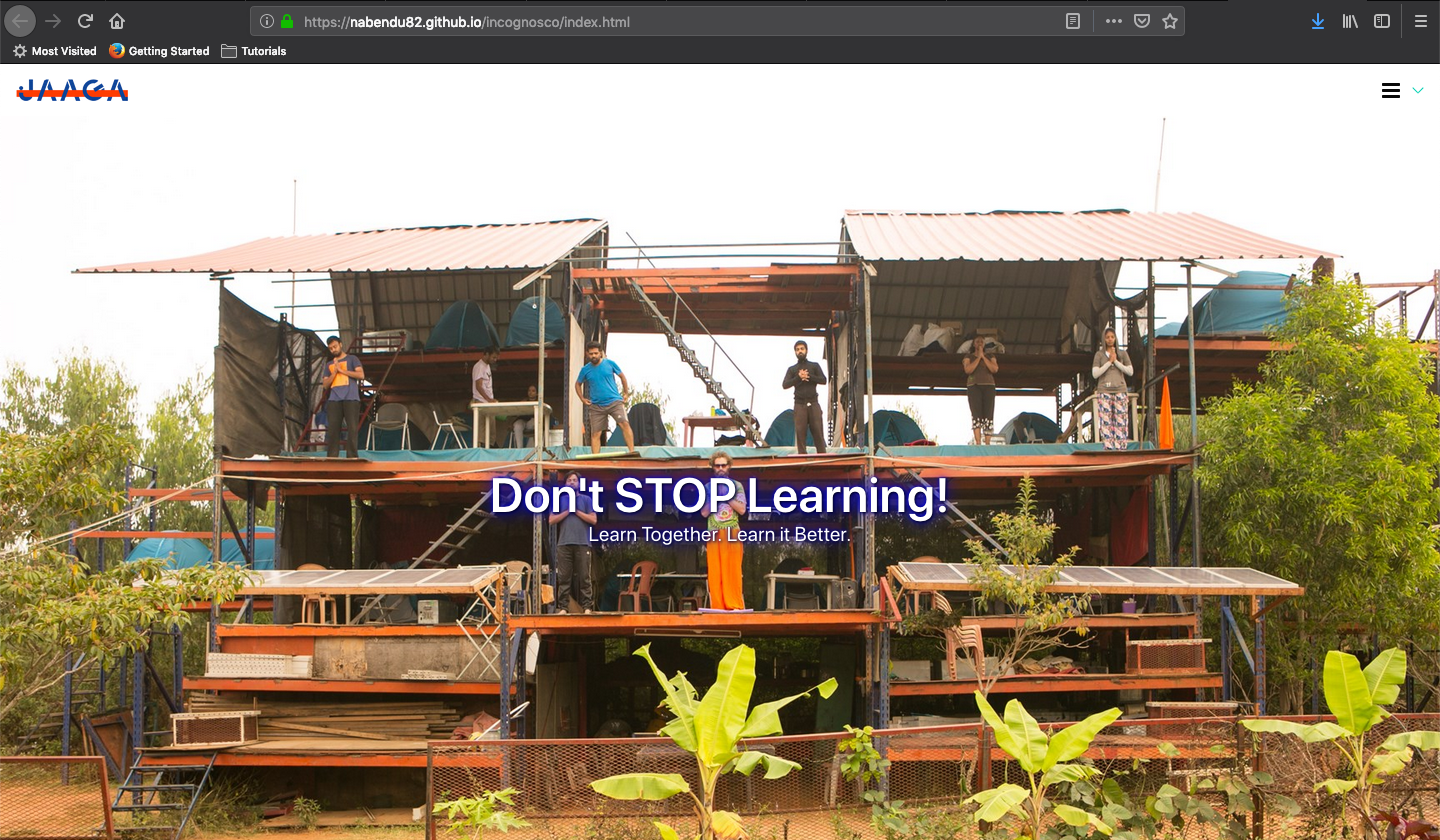 https://nabendu82.github.io/incognosco/index.html
Most Visited Getting Started Tutorials
JAAGA
Don't STOP Learning!
Learn Together. Learn it Better.